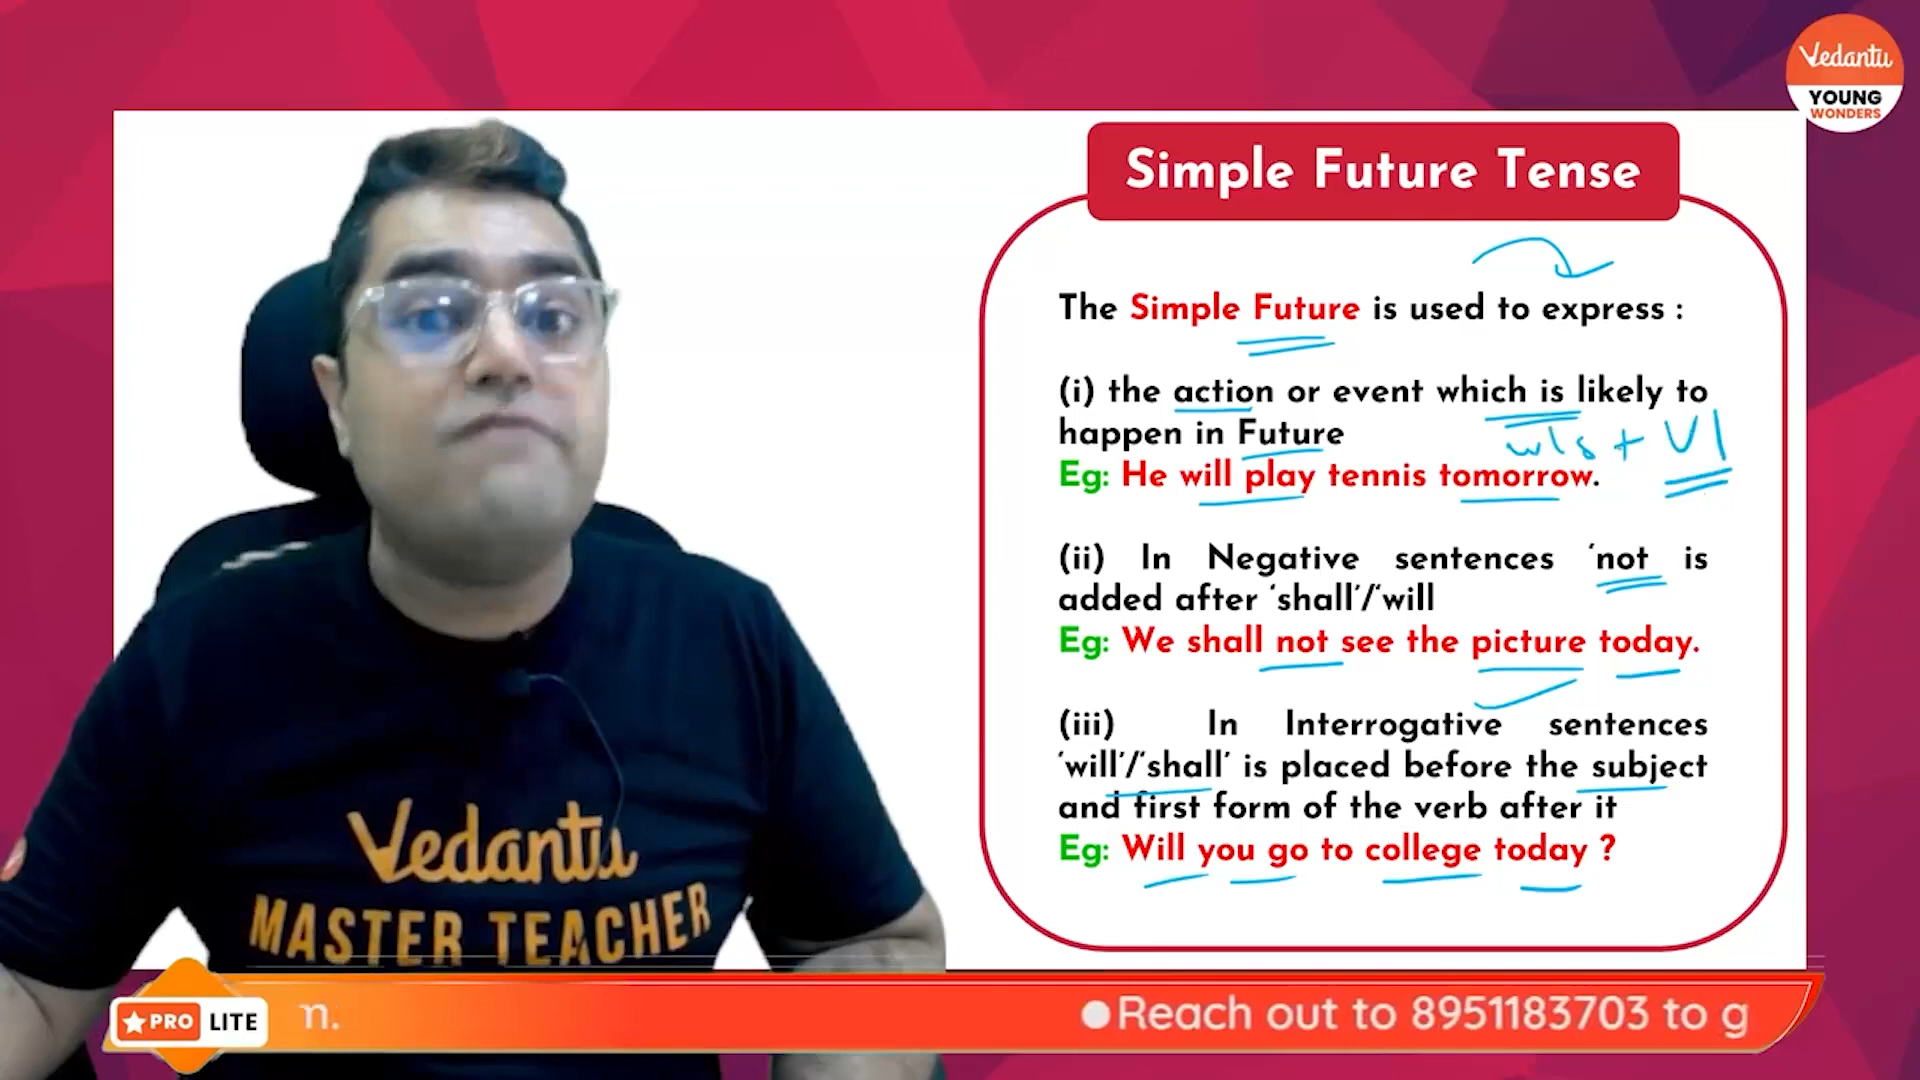 Vedantu
YOUNG
WONDERS
Simple Future Tense
The Simple Future is used to express :
(i) the action or event which is likely to
happen in Future
w/s + V1
Eg: He will play tennis tomorrow.
(ii) In Negative sentences ‘not is
added after ‘shall’/‘will
Eg: We shall not see the picture today.
(iii) In Interrogative sentences
‘will’/‘shall’ is placed before the subject
and first form of the verb after it
Eg: Will you go to college today ?
Vedantu
MASTER TEACHER
PRO LITE
n.
Reach out to 8951183703 to g